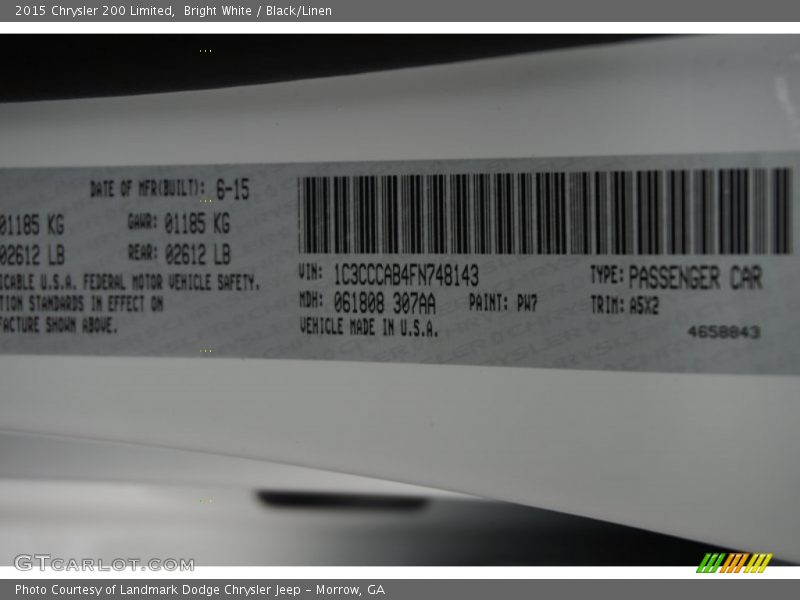 2015 Chrysler 200 Limited, Bright White / Black/Linen
DATE OF MFR(BUILT): 6-15
01185 KG GAWR: 01185 KG
02612 LB REAR: 02612 LB
ICABLE U.S.A. FEDERAL MOTOR VEHICLE SAFETY.
TION STANDARDS IN EFFECT ON
FACTURE SHOWN ABOVE.
VIN: 1C3CCCAB4FN748143 TYPE: PASSENGER CAR
MDH: 061808 307AA PAINT: PW7 TRIM: A5X2
VEHICLE MADE IN U.S.A.
4658843
GTCARLOT.COM
Photo Courtesy of Landmark Dodge Chrysler Jeep – Morrow, GA